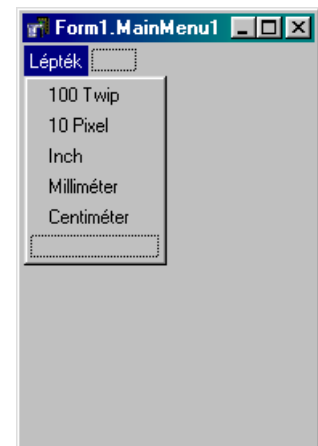 Form1.MainMenu1
Lépték
100 Twip
10 Pixel
Inch
Milliméter
Centiméter